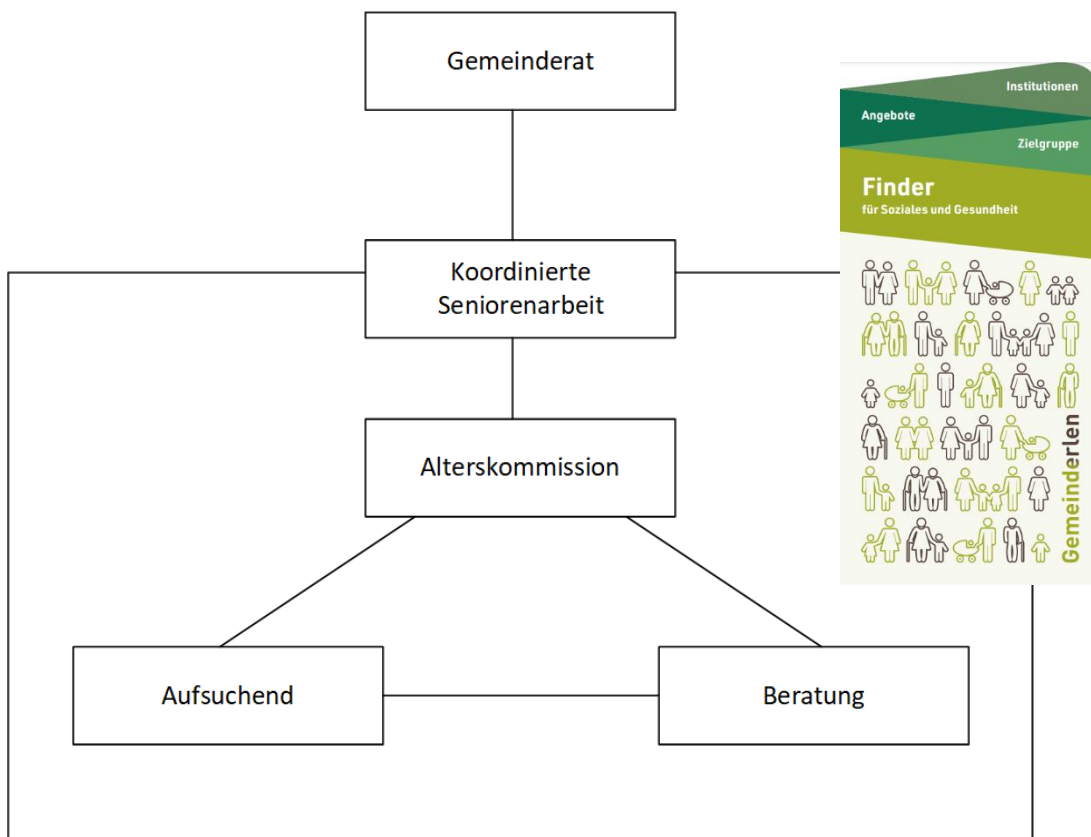 Gemeinderat
Institutionen
Angebote
Zielgruppe
Finder
für Soziales und Gesundheit
Koordinierte
Seniorenarbeit
Alterskommission
Gemeinderlen
Aufsuchend
Beratung